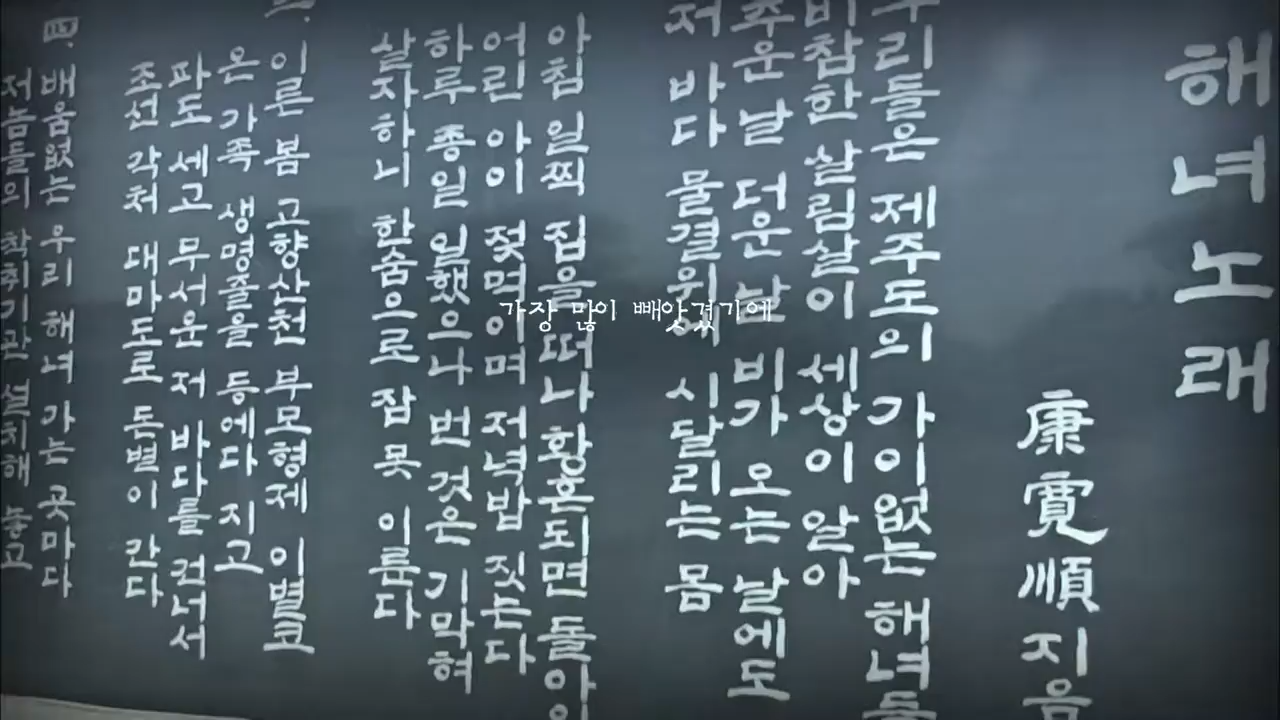 해녀노래
康寬順 지음
우리들은 제주도의 가이없는 해녀들
비참한 살림살이 세상이 알아
추운 날 더운 날 비가 오는 날에도
저 바다 물결위에 시달리는 몸
아침 일찍 집을 떠나 황혼되면 돌아
어린 아이 젖먹이며 저녁밥 짓는다
하루 종일 일했으나 번 것은 기막혀
살자하니 한숨으로 잠 못 이룬다
이른 봄 고향산천 부모형제 이별코
온 가족 생명줄을 등에다 지고
파도 세고 무서운 저 바다를 건너서
조선 각처 대마도로 돈벌이 간다
四. 배움없는 우리 해녀 가는 곳마다
저놈들의 착취기관 설치해 놓고
가장 많이 빼앗겼기에